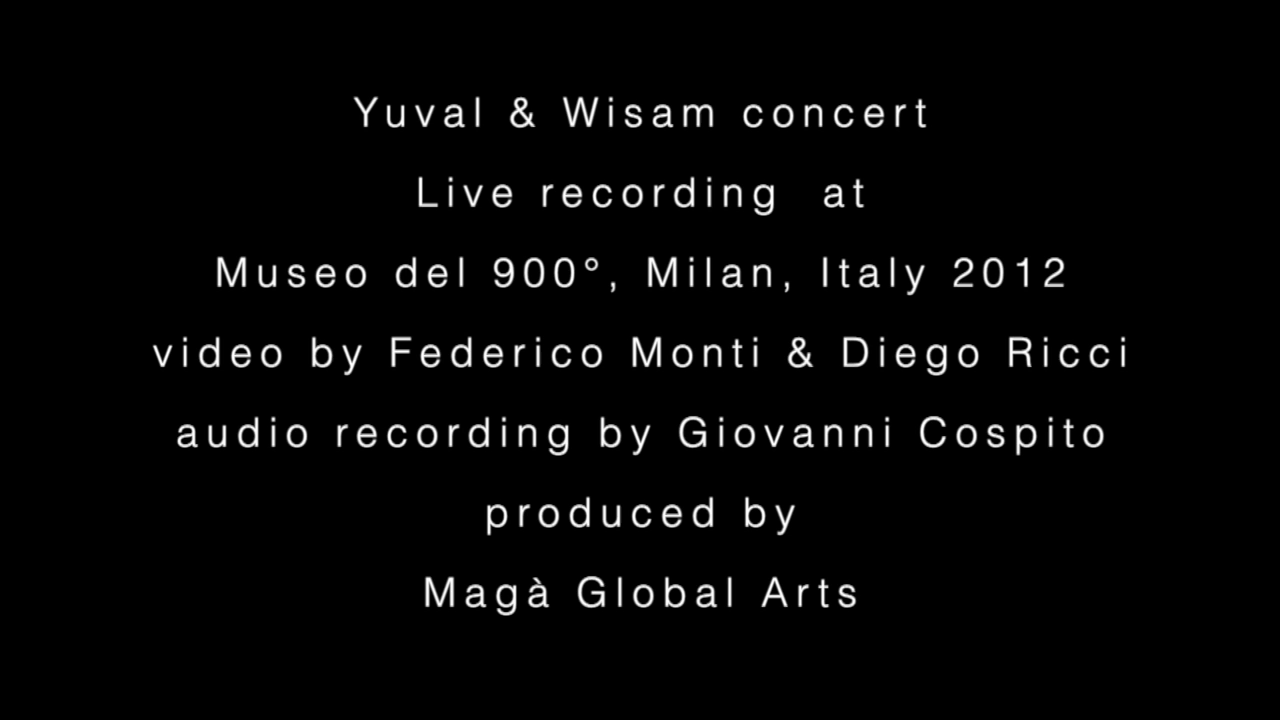 Yuval & Wisam concert
Live recording  at
Museo del 900°, Milan, Italy 2012
video by Federico Monti & Diego Ricci
audio recording by Giovanni Cospito
produced by
Magà Global Arts